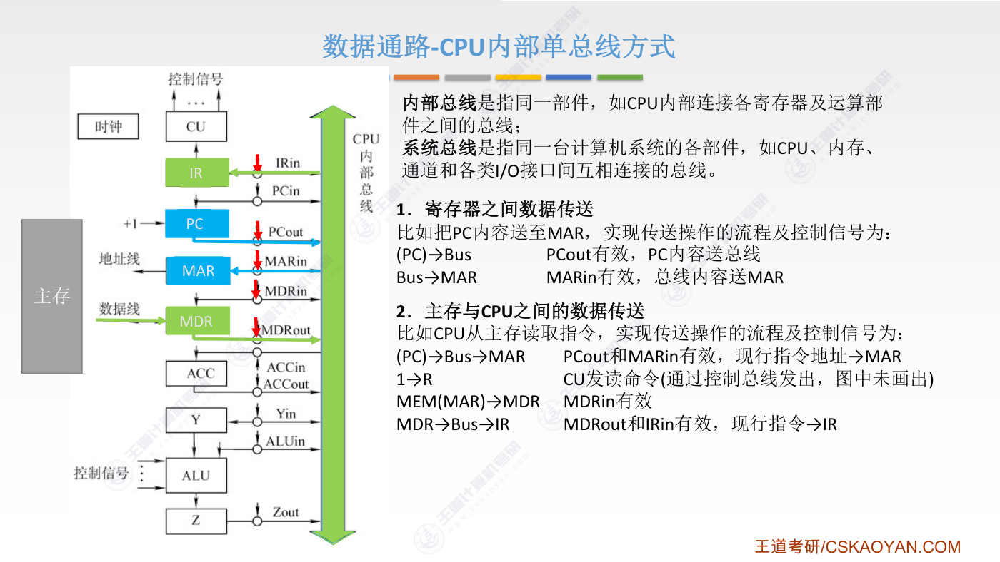 数据通路-CPU内部单总线方式
控制信号
...
时钟
CU
IR
IRin
PCin
+1
PC
PCout
地址线
MAR
MARin
MDRin
主存
数据线
MDR
MDRout
ACC
ACCin
ACCout
Y
Yin
ALUin
控制信号
ALU
Z
Zout
CPU
内
部
总
线
内部总线是指同一部件，如CPU内部连接各寄存器及运算部
件之间的总线；
系统总线是指同一台计算机系统的各部件，如CPU、内存、
通道和各类I/O接口间互相连接的总线。
1．寄存器之间数据传送
比如把PC内容送至MAR，实现传送操作的流程及控制信号为：
(PC)→Bus PCout有效，PC内容送总线
Bus→MAR MARin有效，总线内容送MAR
2．主存与CPU之间的数据传送
比如CPU从主存读取指令，实现传送操作的流程及控制信号为：
(PC)→Bus→MAR PCout和MARin有效，现行指令地址→MAR
1→R CU发读命令(通过控制总线发出，图中未画出)
MEM(MAR)→MDR MDRin有效
MDR→Bus→IR MDRout和IRin有效，现行指令→IR
王道考研/CSKAOYAN.COM